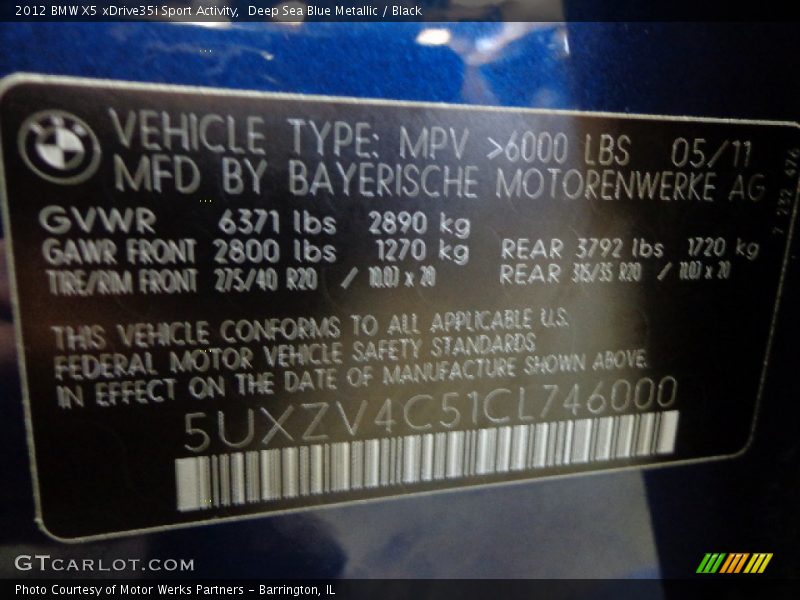 2012 BMW X5 xDrive35i Sport Activity, Deep Sea Blue Metallic / Black
VEHICLE TYPE: MPV >6000 LBS 05/11
MFD BY BAYERISCHE MOTORENWERKE AG
GVWR 6371 lbs 2890 kg
GAWR FRONT 2800 lbs 1270 kg REAR 3792 lbs 1720 kg
TIRE/RIM FRONT 275/40 R20 / 10.0J x 20 REAR 315/35 R20 / 11.0J x 20
THIS VEHICLE CONFORMS TO ALL APPLICABLE U.S.
FEDERAL MOTOR VEHICLE SAFETY STANDARDS
IN EFFECT ON THE DATE OF MANUFACTURE SHOWN ABOVE.
5UXZV4C51CL746000
GTCARLOT.COM
Photo Courtesy of Motor Werks Partners - Barrington, IL